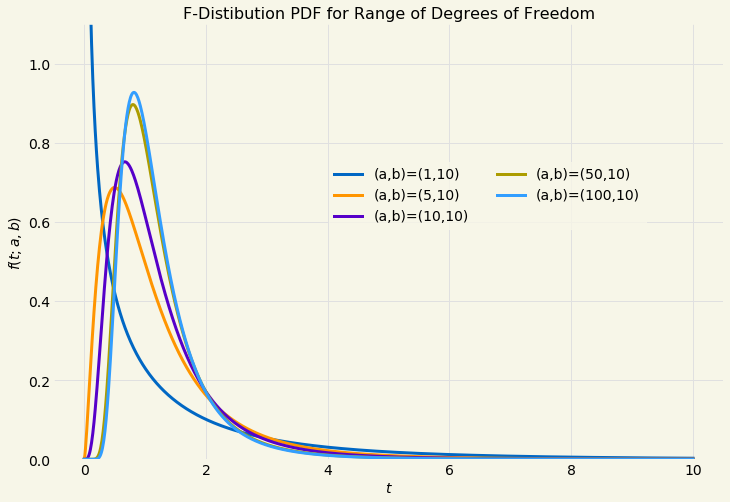 F-Distibution PDF for Range of Degrees of Freedom
1.0
0.8
0.6
0.4
0.2
0.0
f(t; a, b)
(a,b)=(1,10)
(a,b)=(5,10)
(a,b)=(10,10)
(a,b)=(50,10)
(a,b)=(100,10)
0 2 4 6 8 10
t